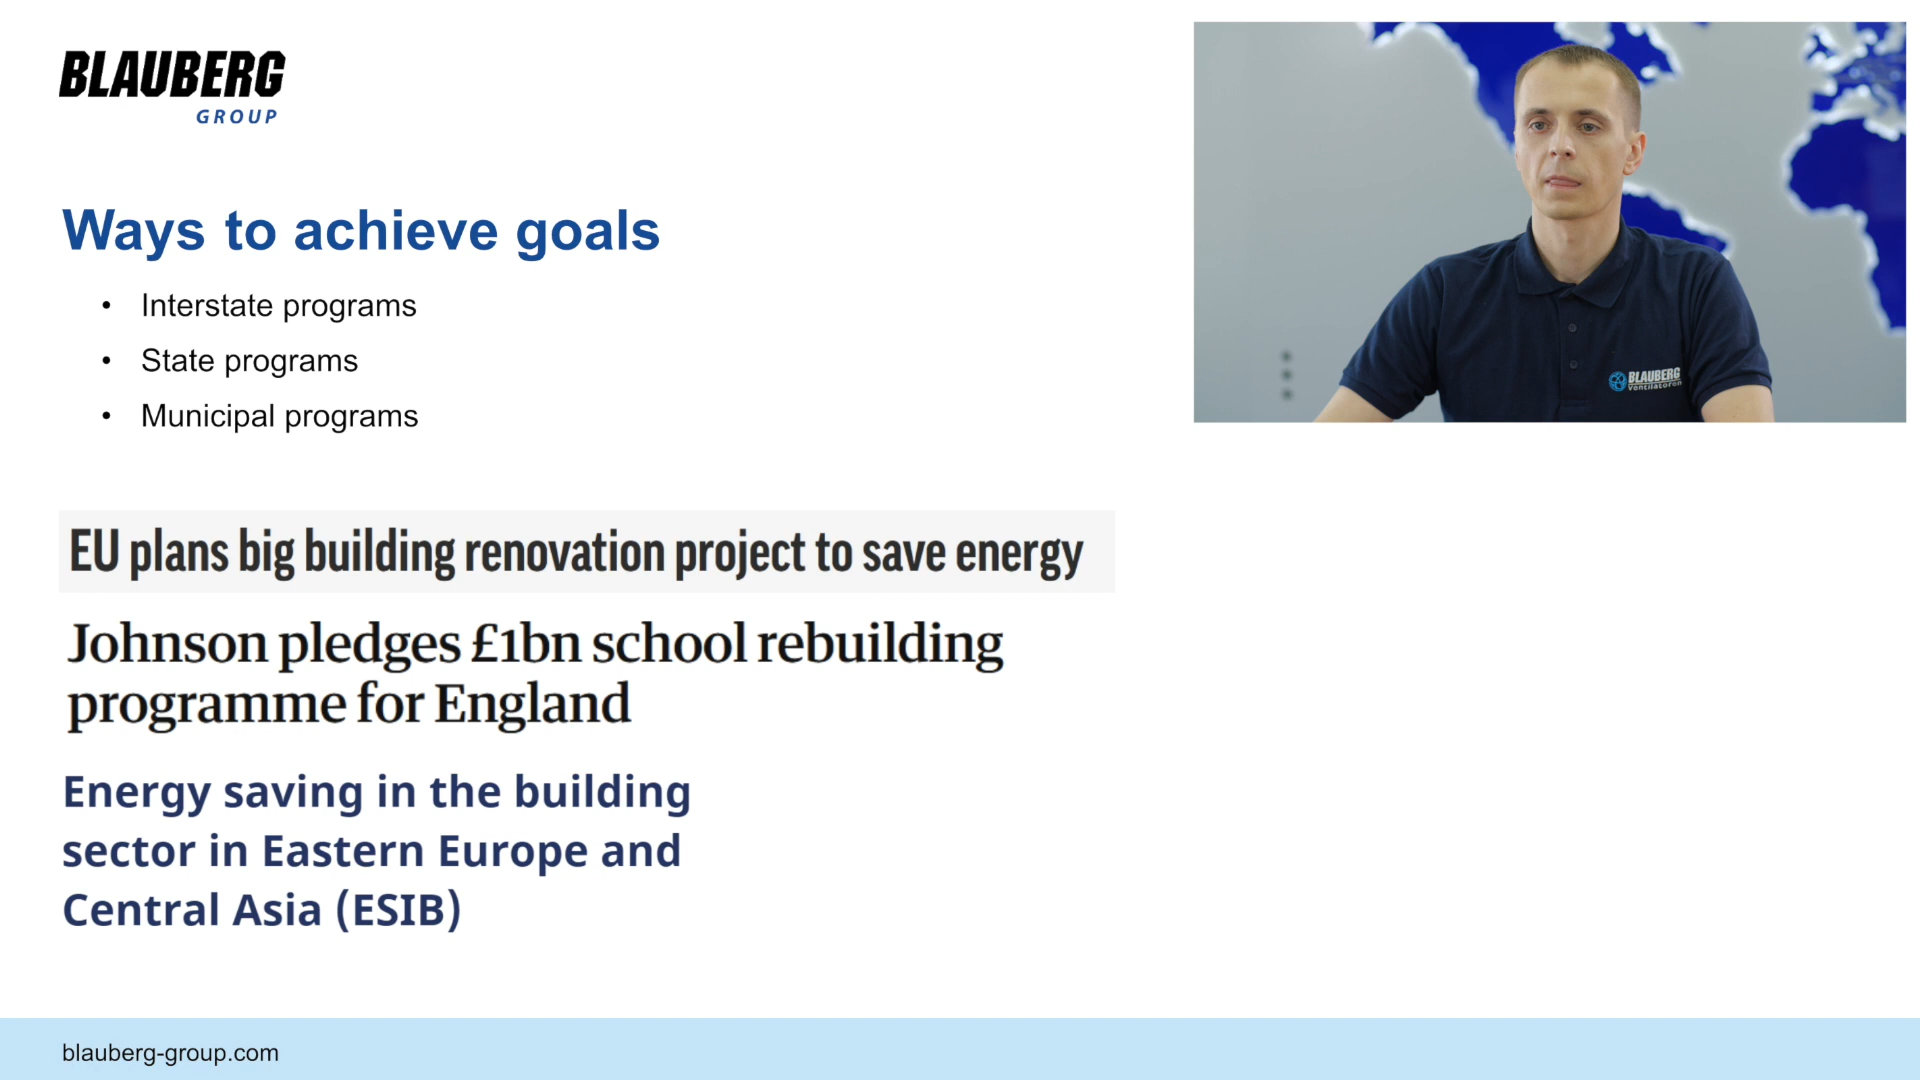 BLAUBERG
GROUP
Ways to achieve goals
• Interstate programs
• State programs
• Municipal programs
EU plans big building renovation project to save energy
Johnson pledges £1bn school rebuilding
programme for England
Energy saving in the building
sector in Eastern Europe and
Central Asia (ESIB)
BLAUBERG
Ventilatoren
blauberg-group.com